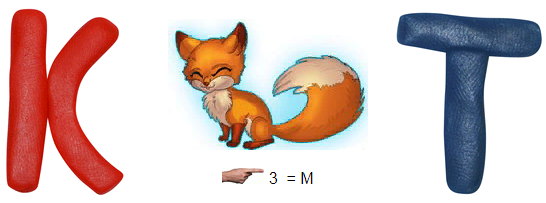 К Т
3 = М